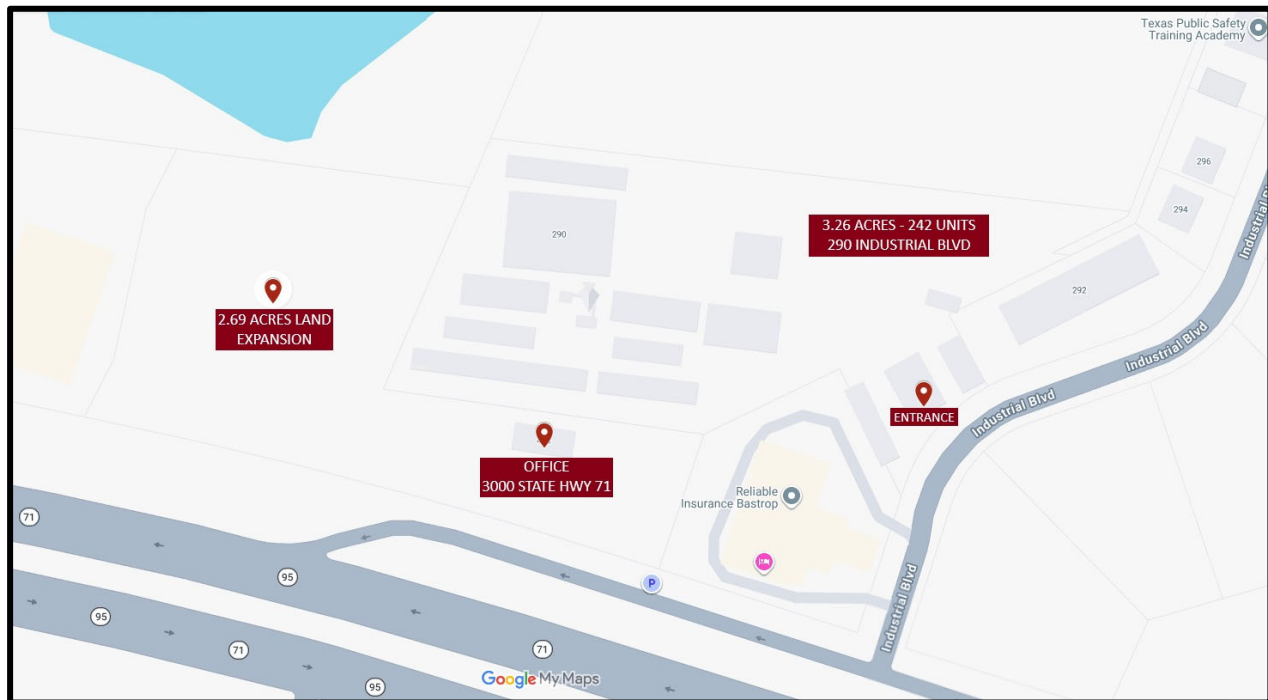 Texas Public Safety
Training Academy
296
294
Industrial Blvd
290
3.26 ACRES - 242 UNITS
290 INDUSTRIAL BLVD
292
2.69 ACRES LAND
EXPANSION
Industrial Blvd
Industrial Blvd
ENTRANCE
OFFICE
3000 STATE HWY 71
Reliable
Insurance Bastrop
71
95
P
Industrial Blvd
95
71
71
95
Google My Maps